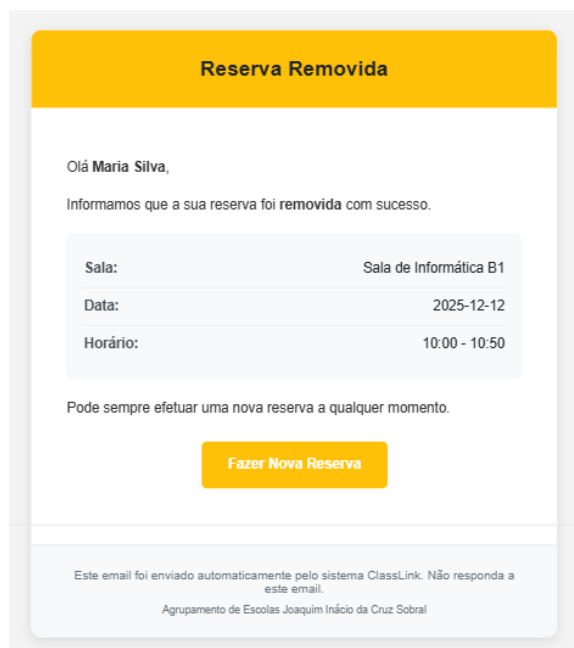 Reserva Removida
Olá Maria Silva,
Informamos que a sua reserva foi removida com sucesso.
Sala: Sala de Informática B1
Data: 2025-12-12
Horário: 10:00 - 10:50
Pode sempre efetuar uma nova reserva a qualquer momento.
Fazer Nova Reserva
Este email foi enviado automaticamente pelo sistema ClassLink. Não responda a
este email.
Agrupamento de Escolas Joaquim Inácio da Cruz Sobral